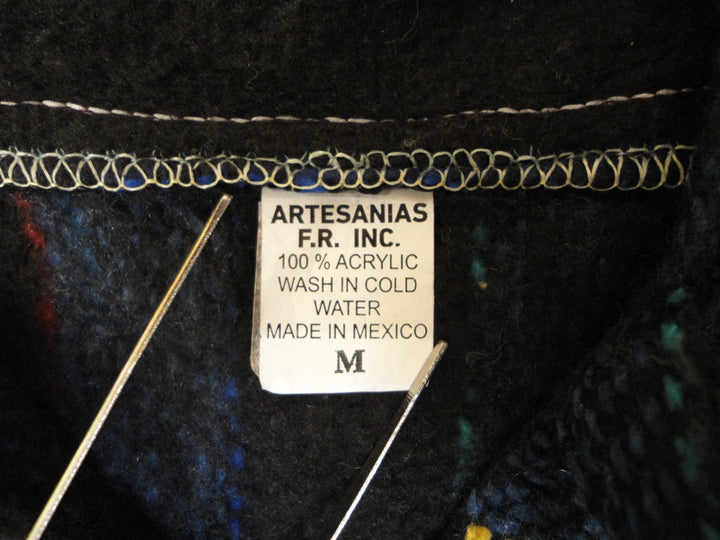 ARTESANIAS
F.R. INC.
100 % ACRYLIC
WASH IN COLD
WATER
MADE IN MEXICO
M